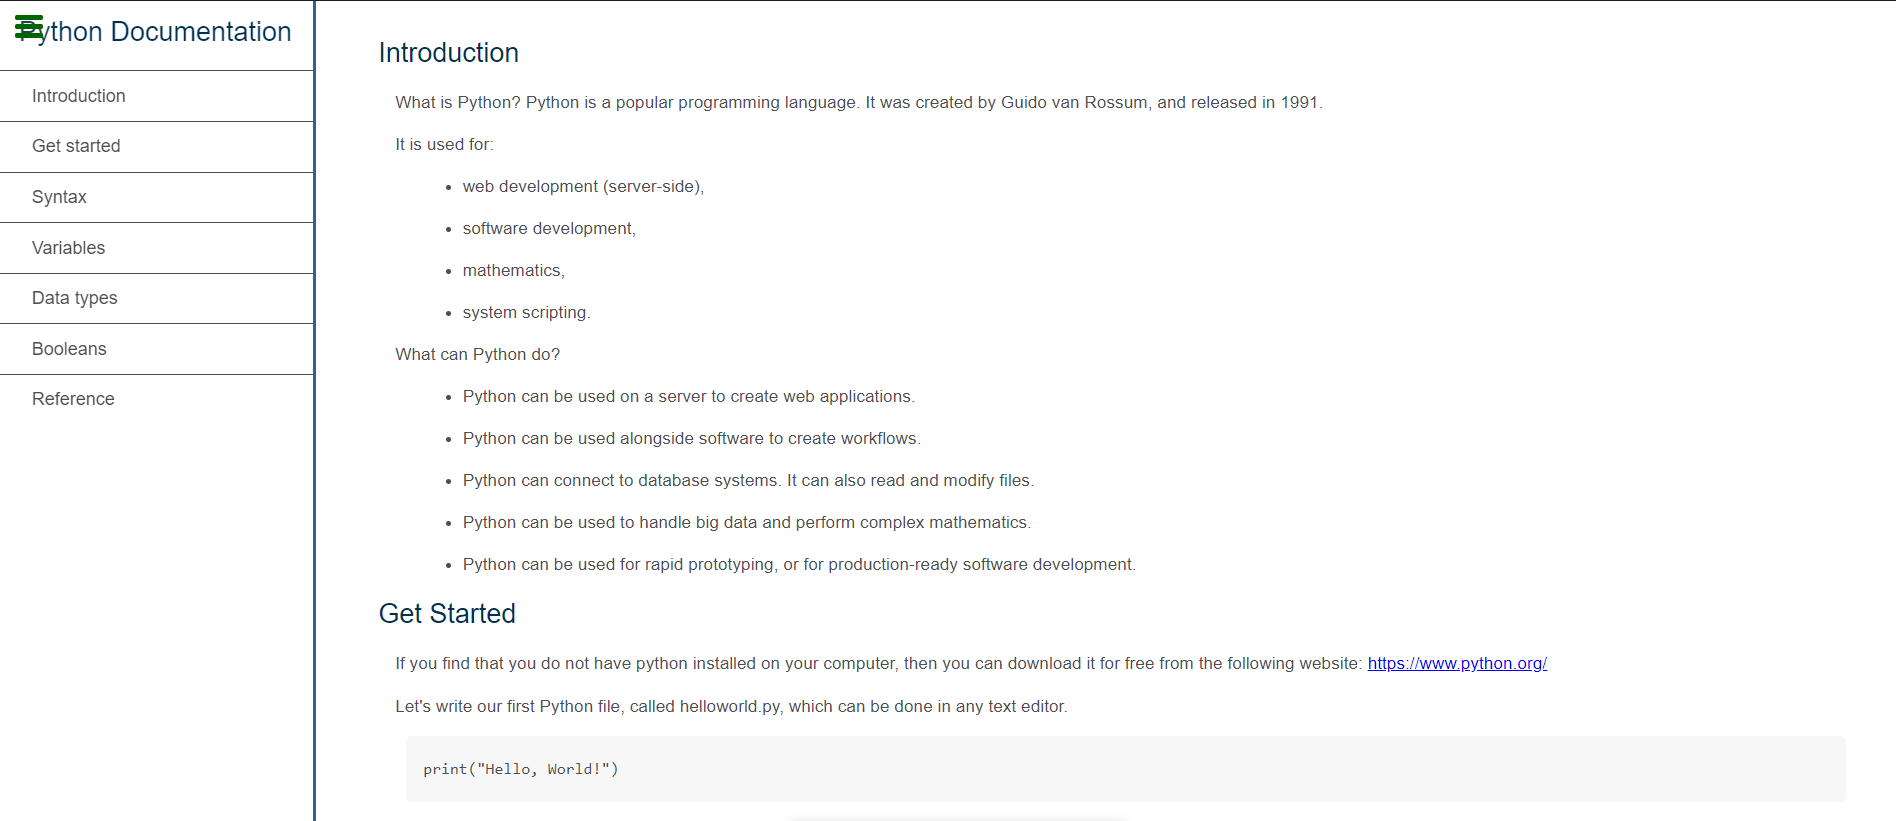 Python Documentation
Introduction
Get started
Syntax
Variables
Data types
Booleans
Reference
Introduction
What is Python? Python is a popular programming language. It was created by Guido van Rossum, and released in 1991.
It is used for:
web development (server-side),
software development,
mathematics,
system scripting.
What can Python do?
Python can be used on a server to create web applications.
Python can be used alongside software to create workflows.
Python can connect to database systems. It can also read and modify files.
Python can be used to handle big data and perform complex mathematics.
Python can be used for rapid prototyping, or for production-ready software development.
Get Started
If you find that you do not have python installed on your computer, then you can download it for free from the following website: https://www.python.org/
Let's write our first Python file, called helloworld.py, which can be done in any text editor.
print("Hello, World!")